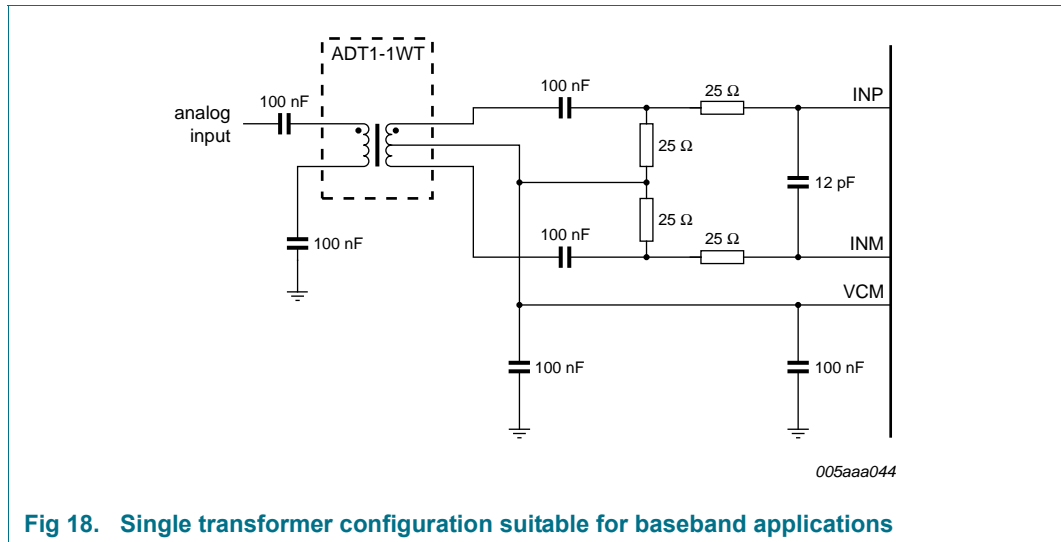 ADT1-1WT
100 nF
analog
input
100 nF
100 nF
25 Ω
INP
25 Ω
12 pF
25 Ω
100 nF
25 Ω
INM
VCM
100 nF
100 nF
005aaa044
Fig 18. Single transformer configuration suitable for baseband applications